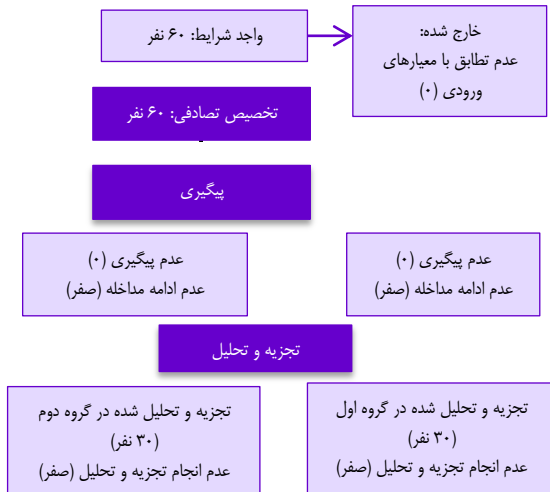 واجد شرایط: ۶۰ نفر
خارج شده:
عدم تطابق با معیارهای
ورودی (۰)
تخصیص تصادفی: ۶۰ نفر
پیگیری
عدم پیگیری (۰)
عدم ادامه مداخله (صفر)
عدم پیگیری (۰)
عدم ادامه مداخله (صفر)
تجزیه و تحلیل
تجزیه و تحلیل شده در گروه اول
(۳۰ نفر)
عدم انجام تجزیه و تحلیل (صفر)
تجزیه و تحلیل شده در گروه دوم
(۳۰ نفر)
عدم انجام تجزیه و تحلیل (صفر)